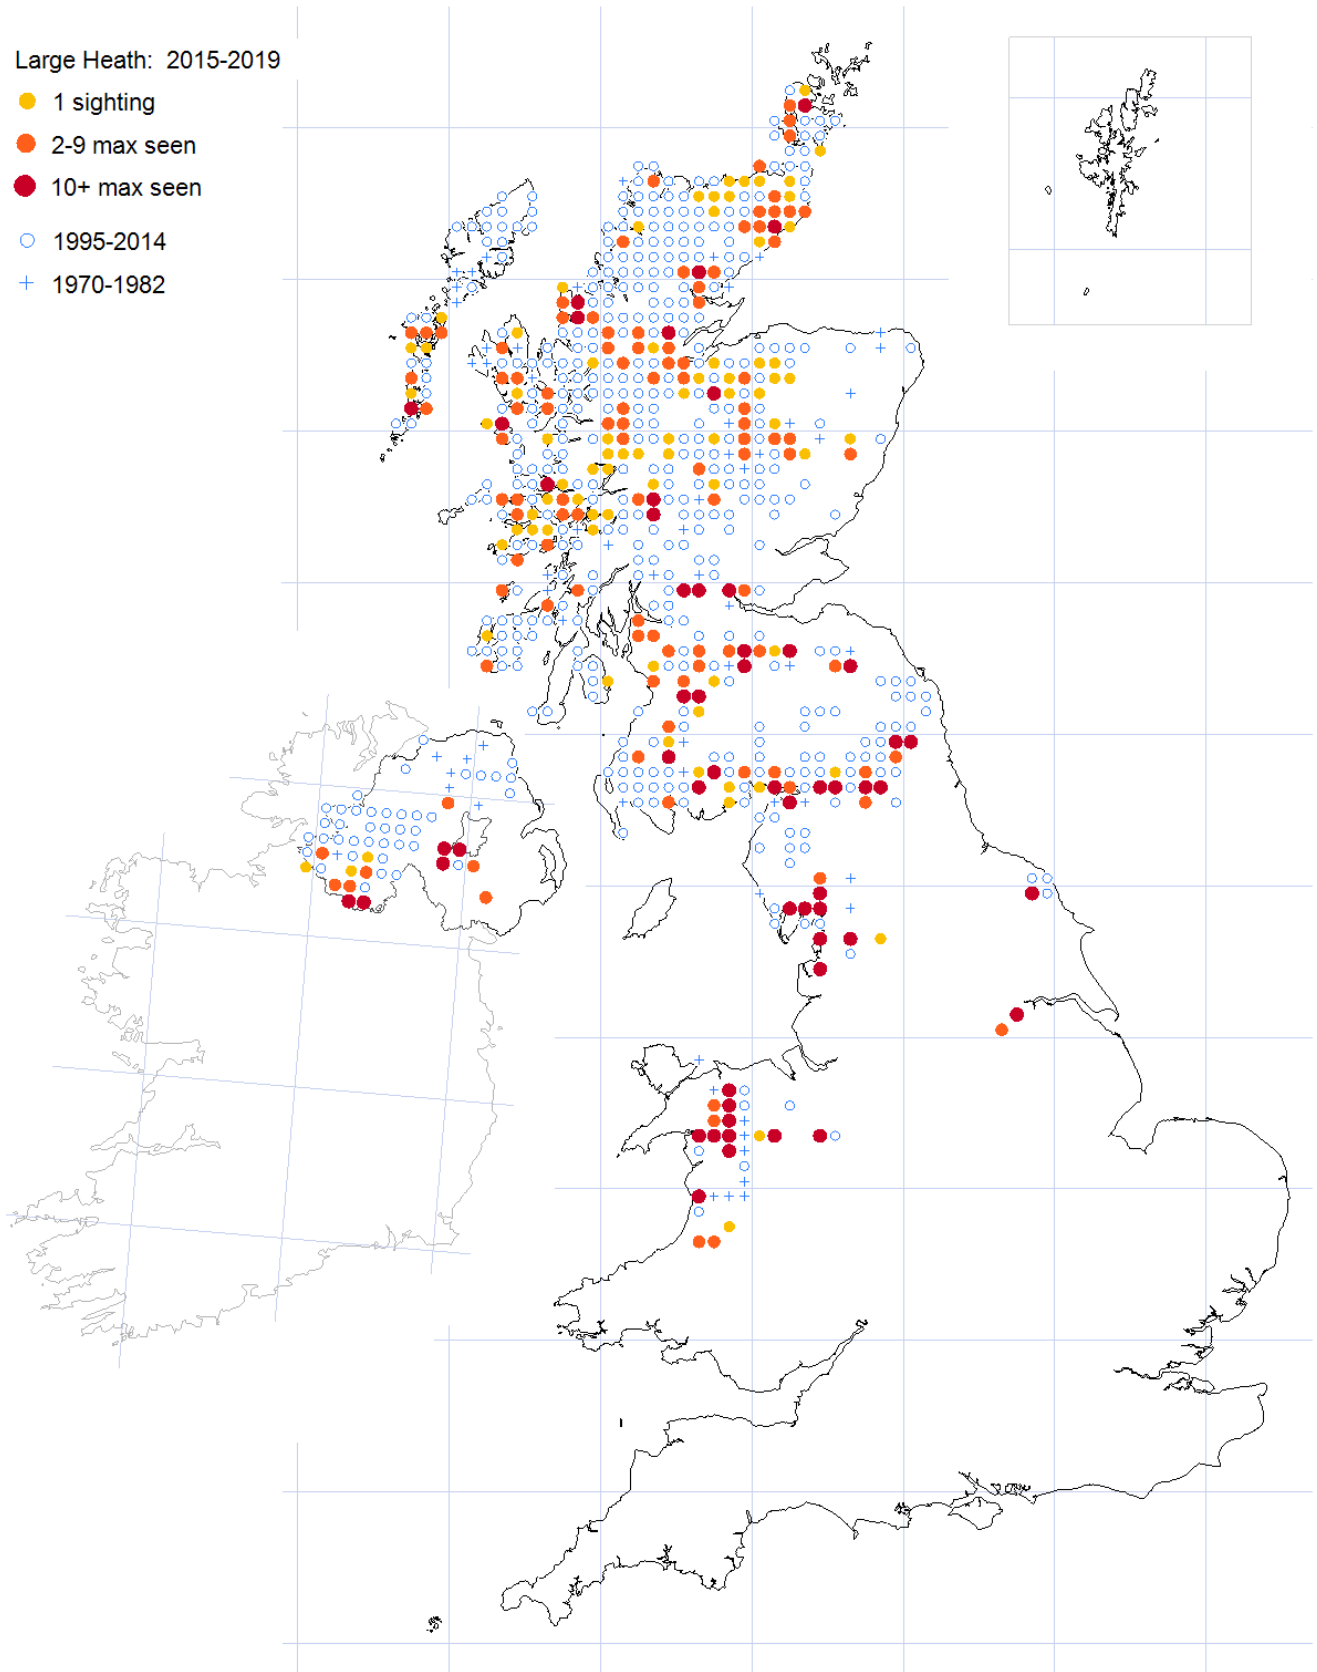 Large Heath: 2015-2019
1 sighting
2-9 max seen
10+ max seen
1995-2014
1970-1982